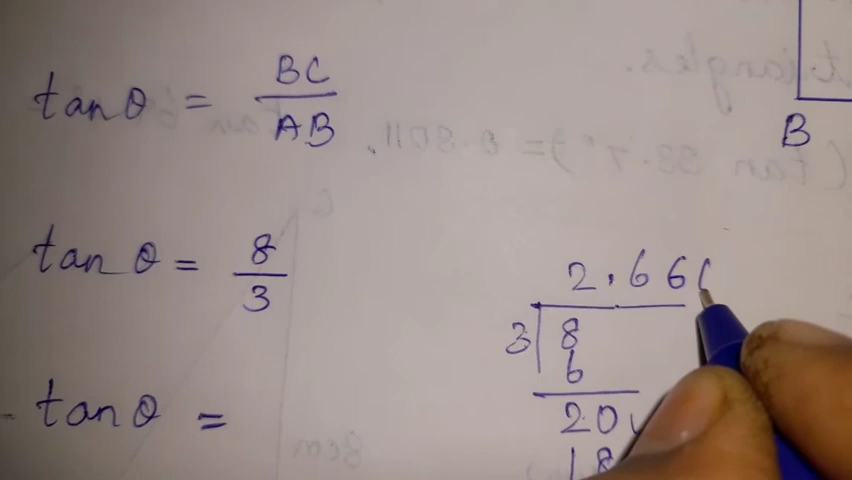 tanθ = BC/AB
B
tanθ = 8/3
2.66
3 8
6
tanθ =
20
18